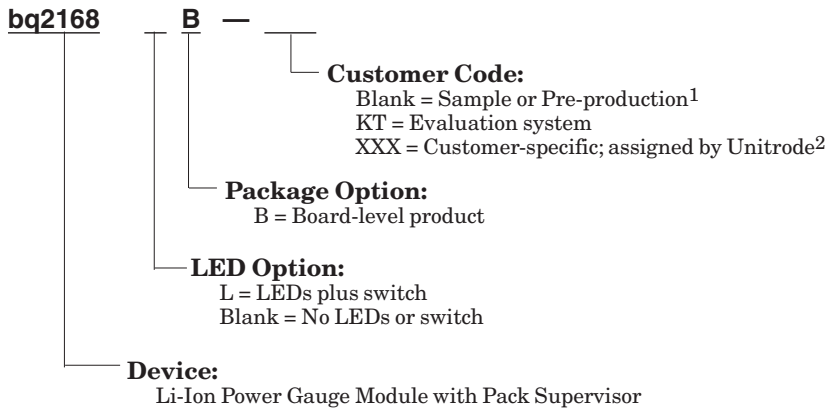 bq2168 B —
Customer Code:
Blank = Sample or Pre-production1
KT = Evaluation system
XXX = Customer-specific; assigned by Unitrode2
Package Option:
B = Board-level product
LED Option:
L = LEDs plus switch
Blank = No LEDs or switch
Device:
Li-Ion Power Gauge Module with Pack Supervisor